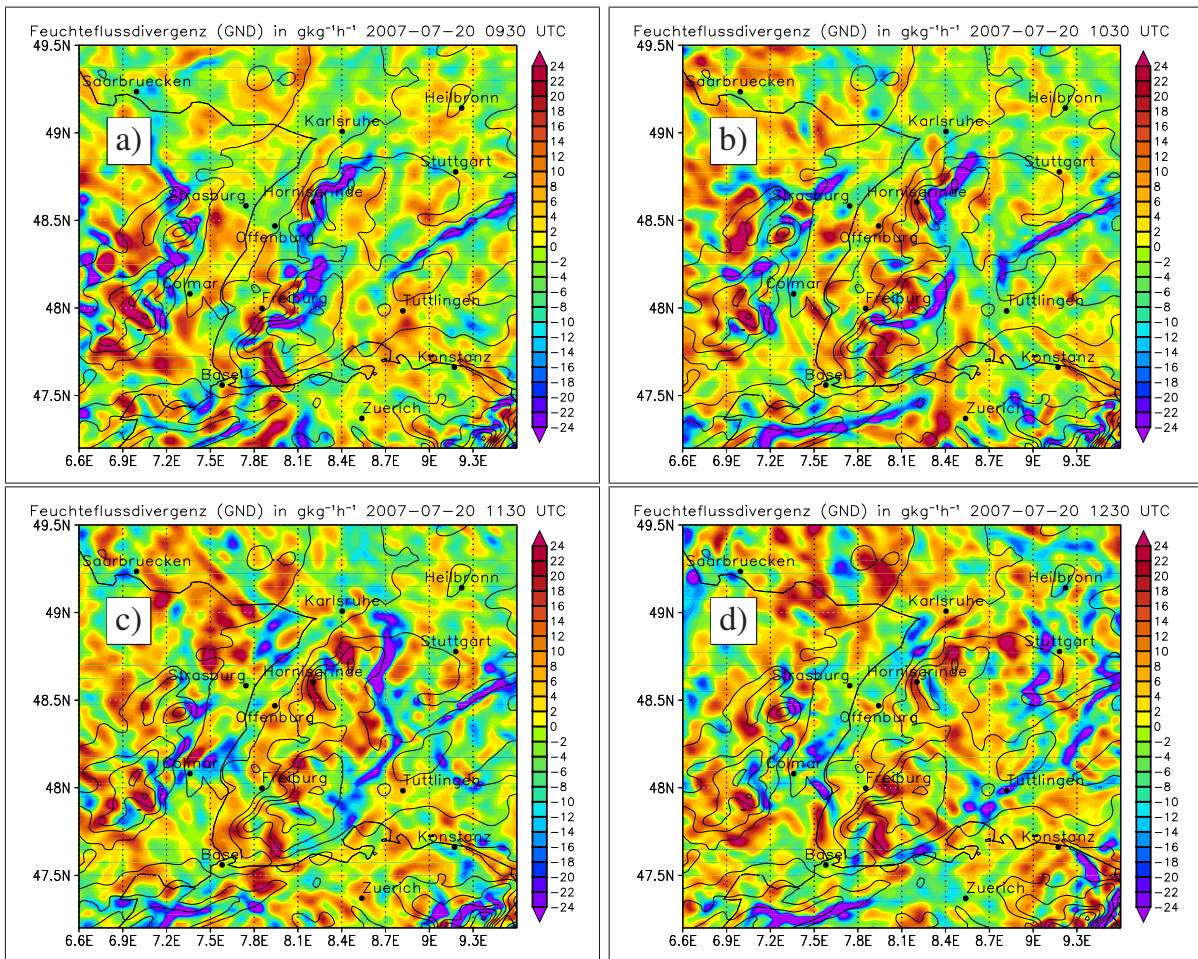 Feuchteflussdivergenz (GND) in gkg⁻¹h⁻¹ 2007−07−20 0930 UTC
49.5N
49N
48.5N
48N
47.5N
6.6E 6.9E 7.2E 7.5E 7.8E 8.1E 8.4E 8.7E 9E 9.3E
a)
Saarbruecken
Heilbronn
Karlsruhe
Stuttgart
Strasburg
Hornisgrinde
Offenburg
Colmar
Freiburg
Tuttlingen
Konstanz
Basel
Zuerich
24
20
16
14
12
10
8
6
4
2
0
−2
−4
−6
−8
−10
−12
−14
−16
−18
−20
−22
−24
Feuchteflussdivergenz (GND) in gkg⁻¹h⁻¹ 2007−07−20 1030 UTC
49.5N
49N
48.5N
48N
47.5N
6.6E 6.9E 7.2E 7.5E 7.8E 8.1E 8.4E 8.7E 9E 9.3E
b)
Saarbruecken
Heilbronn
Karlsruhe
Stuttgart
Strasburg
Hornisgrinde
Offenburg
Colmar
Freiburg
Tuttlingen
Konstanz
Basel
Zuerich
24
20
16
14
12
10
8
6
4
2
0
−2
−4
−6
−8
−10
−12
−14
−16
−18
−20
−22
−24
Feuchteflussdivergenz (GND) in gkg⁻¹h⁻¹ 2007−07−20 1130 UTC
49.5N
49N
48.5N
48N
47.5N
6.6E 6.9E 7.2E 7.5E 7.8E 8.1E 8.4E 8.7E 9E 9.3E
c)
Saarbruecken
Heilbronn
Karlsruhe
Stuttgart
Strasburg
Hornisgrinde
Offenburg
Colmar
Freiburg
Tuttlingen
Konstanz
Basel
Zuerich
24
20
16
14
12
10
8
6
4
2
0
−2
−4
−6
−8
−10
−12
−14
−16
−18
−20
−22
−24
Feuchteflussdivergenz (GND) in gkg⁻¹h⁻¹ 2007−07−20 1230 UTC
49.5N
49N
48.5N
48N
47.5N
6.6E 6.9E 7.2E 7.5E 7.8E 8.1E 8.4E 8.7E 9E 9.3E
d)
Saarbruecken
Heilbronn
Karlsruhe
Stuttgart
Strasburg
Hornisgrinde
Offenburg
Colmar
Freiburg
Tuttlingen
Konstanz
Basel
Zuerich
24
20
16
14
12
10
8
6
4
2
0
−2
−4
−6
−8
−10
−12
−14
−16
−18
−20
−22
−24